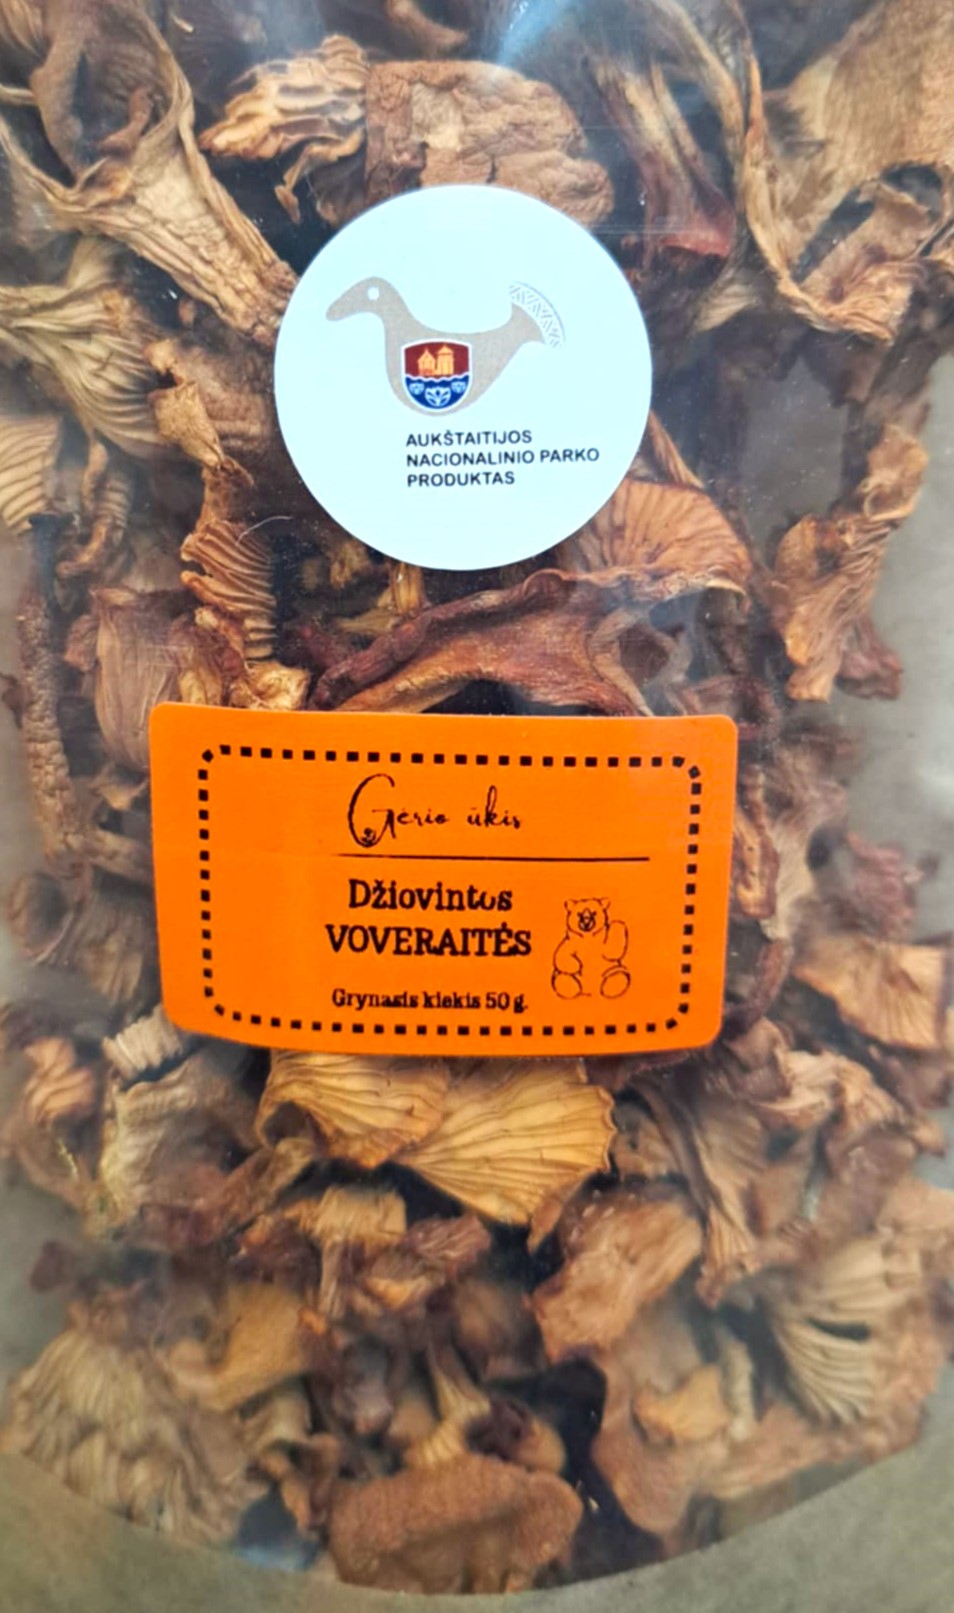 AUKŠTAITIJOS
NACIONALINIO PARKO
PRODUKTAS
Gėrio ūkis
Džiovintos
VOVERAITĖS
Grynasis kiekis 50 g.